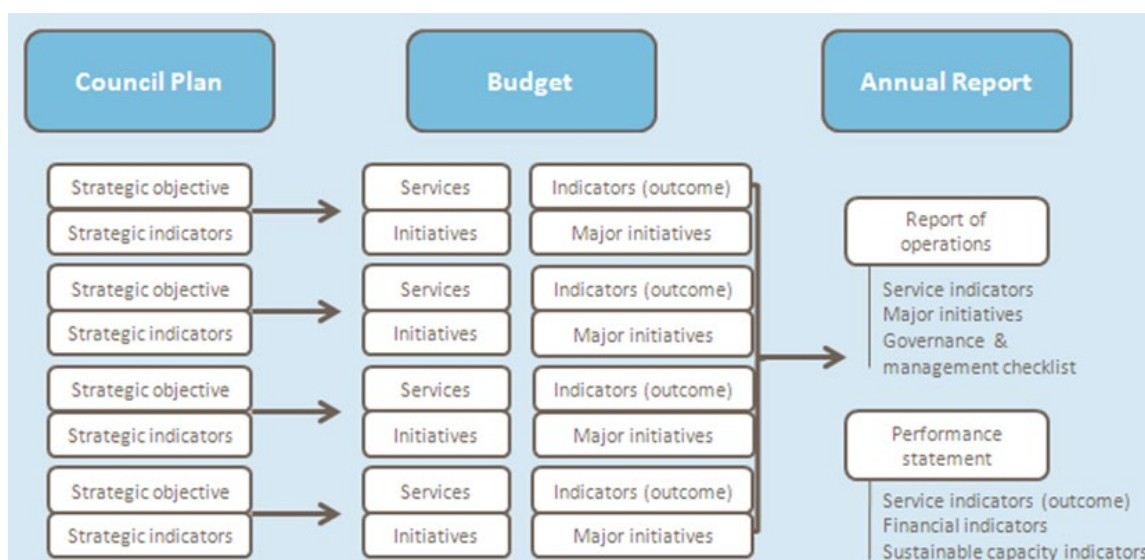 Council Plan
Budget
Annual Report
Strategic objective
Strategic indicators
Services
Initiatives
Indicators (outcome)
Major initiatives
Strategic objective
Strategic indicators
Services
Initiatives
Indicators (outcome)
Major initiatives
Strategic objective
Strategic indicators
Services
Initiatives
Indicators (outcome)
Major initiatives
Strategic objective
Strategic indicators
Services
Initiatives
Indicators (outcome)
Major initiatives
Report of
operations
Service indicators
Major initiatives
Governance &
management checklist
Performance
statement
Service indicators (outcome)
Financial indicators
Sustainable capacity indicators